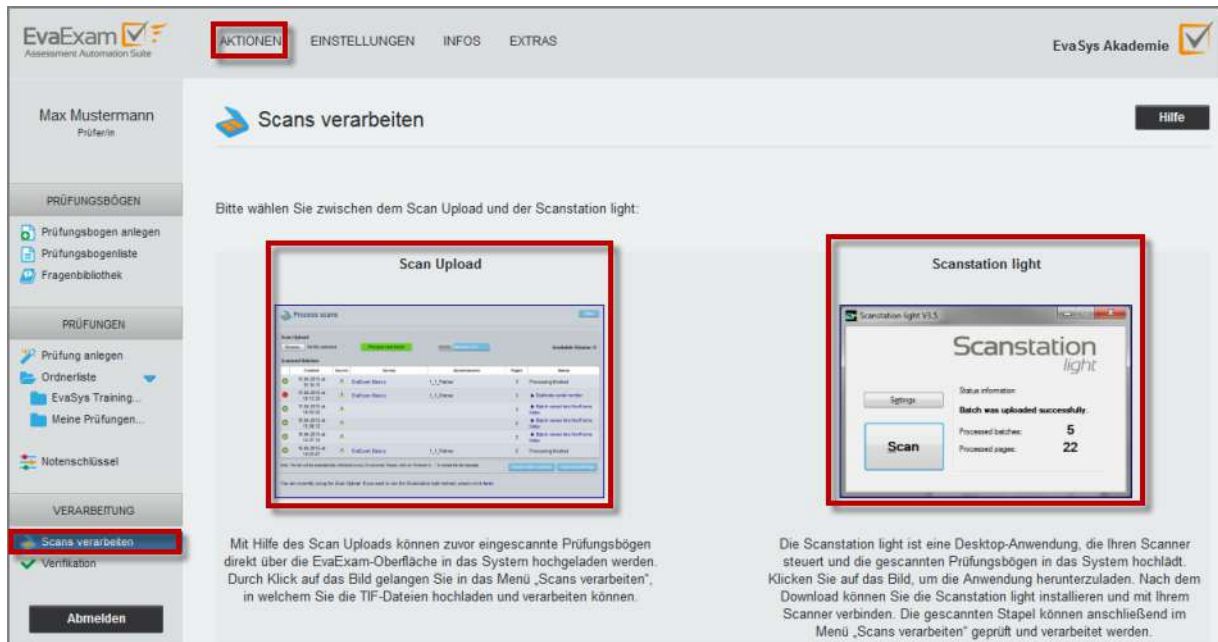 EvaExam
Assessment Automation Suite
AKTIONEN EINSTELLUNGEN INFOS EXTRAS
EvaSys Akademie
Max Mustermann
Prüfer/in
Scans verarbeiten
Hilfe
PRÜFUNGSBÖGEN
Prüfungsbogen anlegen
Prüfungsbogenliste
Fragenbibliothek
PRÜFUNGEN
Prüfung anlegen
Ordnerliste
EvaSys Training...
Meine Prüfungen...
Notenschlüssel
VERARBEITUNG
Scans verarbeiten
Verifikation
Abmelden
Bitte wählen Sie zwischen dem Scan Upload und der Scanstation light:
Scan Upload
Process scans
Scan Upload
Mit Hilfe des Scan Uploads können zuvor eingescannte Prüfungsbögen
direkt über die EvaExam-Oberfläche in das System hochgeladen werden.
Durch Klick auf das Bild gelangen Sie in das Menü „Scans verarbeiten“,
in welchem Sie die TIF-Dateien hochladen und verarbeiten können.
Scanstation light
Scanstation light V3.5
Scanstation
light
Settings
Status information
Batch was uploaded successfully.
Scan
Processed batches: 5
Processed pages: 22
Die Scanstation light ist eine Desktop-Anwendung, die Ihren Scanner
steuert und die gescannten Prüfungsbögen in das System hochlädt.
Klicken Sie auf das Bild, um die Anwendung herunterzuladen. Nach dem
Download können Sie die Scanstation light installieren und mit Ihrem
Scanner verbinden. Die gescannten Stapel können anschließend im
Menü „Scans verarbeiten“ geprüft und verarbeitet werden.